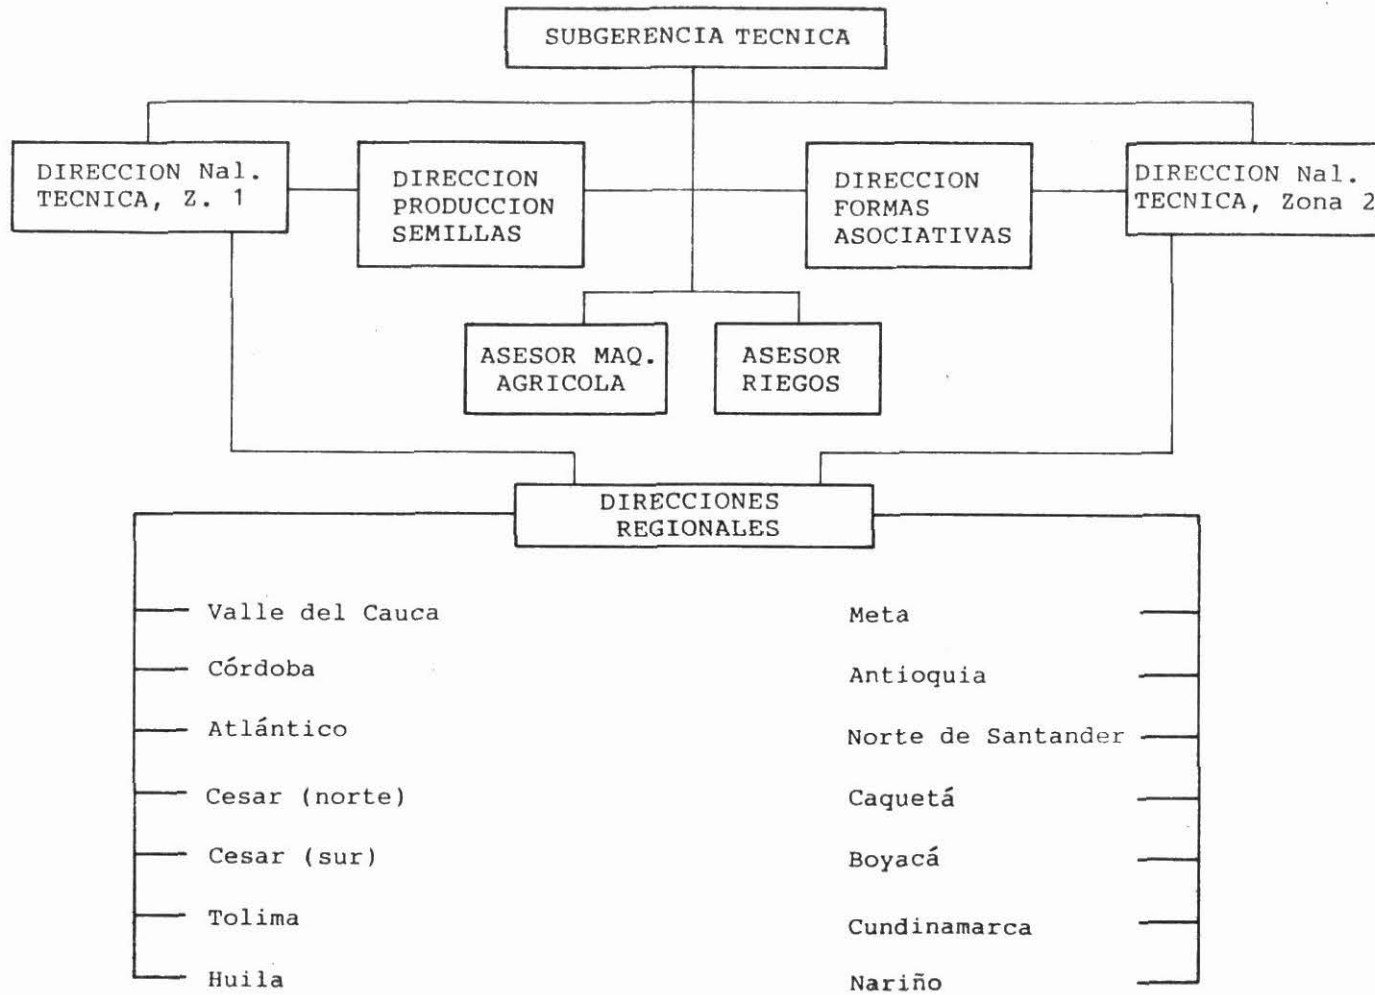 SUBGERENCIA TECNICA
DIRECCION Nal.
TECNICA, Z. 1
DIRECCION
PRODUCCION
SEMILLAS
DIRECCION
FORMAS
ASOCIATIVAS
DIRECCION Nal.
TECNICA, Zona 2
ASESOR MAQ.
AGRICOLA
ASESOR
RIEGOS
DIRECCIONES
REGIONALES
Valle del Cauca
Córdoba
Atlántico
Cesar (norte)
Cesar (sur)
Tolima
Huila
Meta
Antioquia
Norte de Santander
Caquetá
Boyacá
Cundinamarca
Nariño